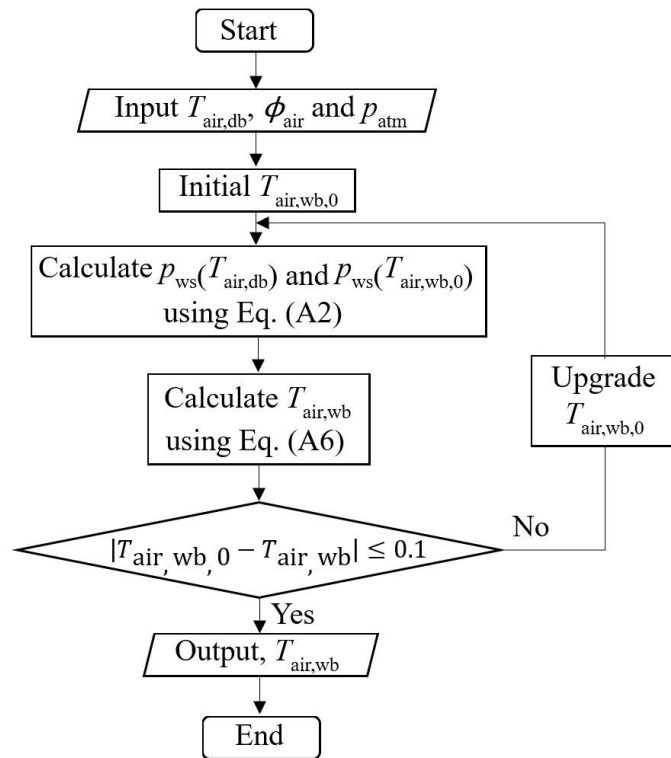 Start
Input T_air,db, ϕ_air and p_atm
Initial T_air,wb,0
Calculate p_ws(T_air,db) and p_ws(T_air,wb,0)
using Eq. (A2)
Calculate T_air,wb
using Eq. (A6)
Upgrade
T_air,wb,0
|T_air, wb, 0 − T_air, wb| ≤ 0.1
No
Yes
Output, T_air,wb
End